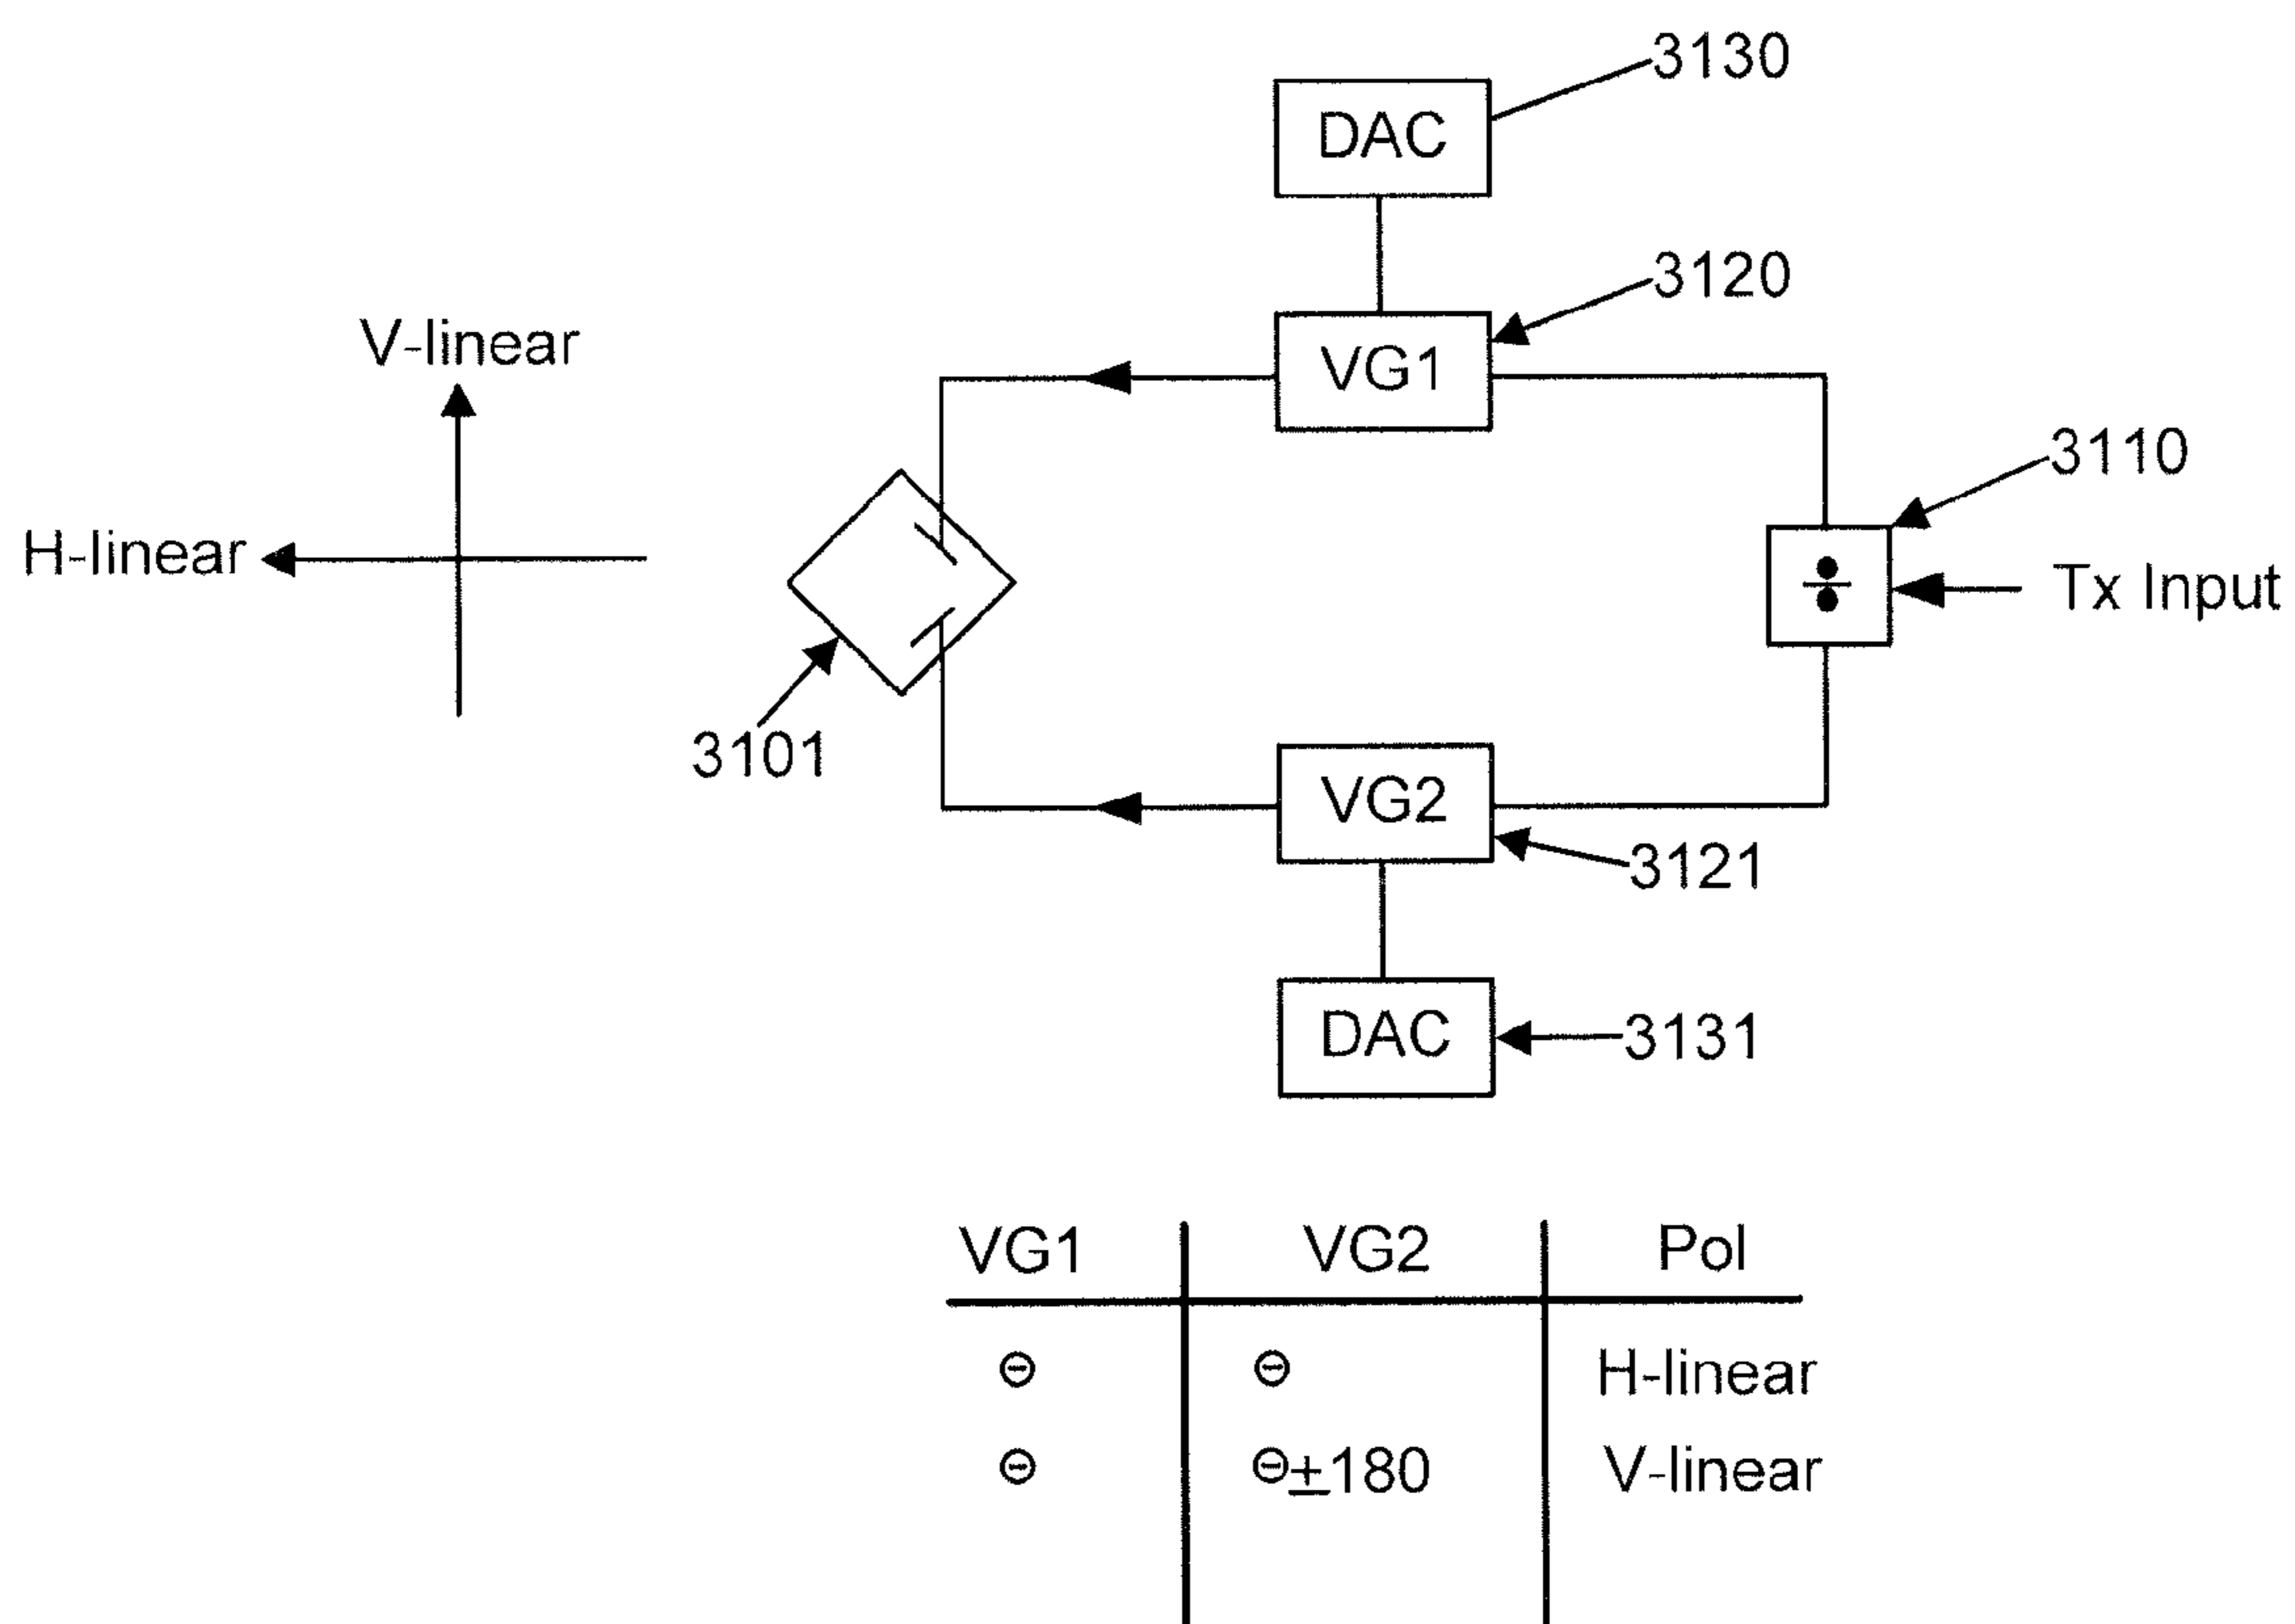 3130
DAC
3120
VG1
V-linear
3110
H-linear
÷
Tx Input
3101
VG2
3121
DAC
3131
VG1 VG2 Pol
⊖ ⊖ H-linear
⊖ ⊖±180 V-linear